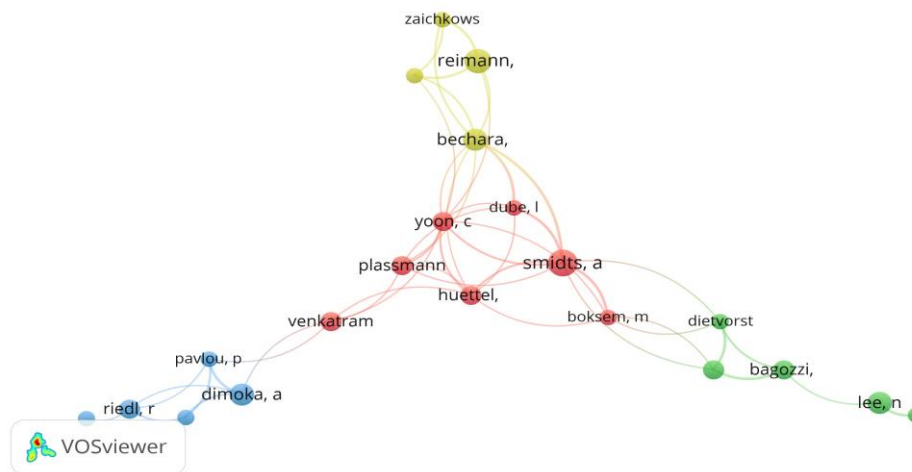 zaichkows
reimann,
bechara,
dube, l
yoon, c
plassmann
smidts, a
huettel,
venkatram
boksem, m
dietvorst
pavlou, p
bagozzi,
dimoka, a
riedl, r
lee, n
VOSviewer